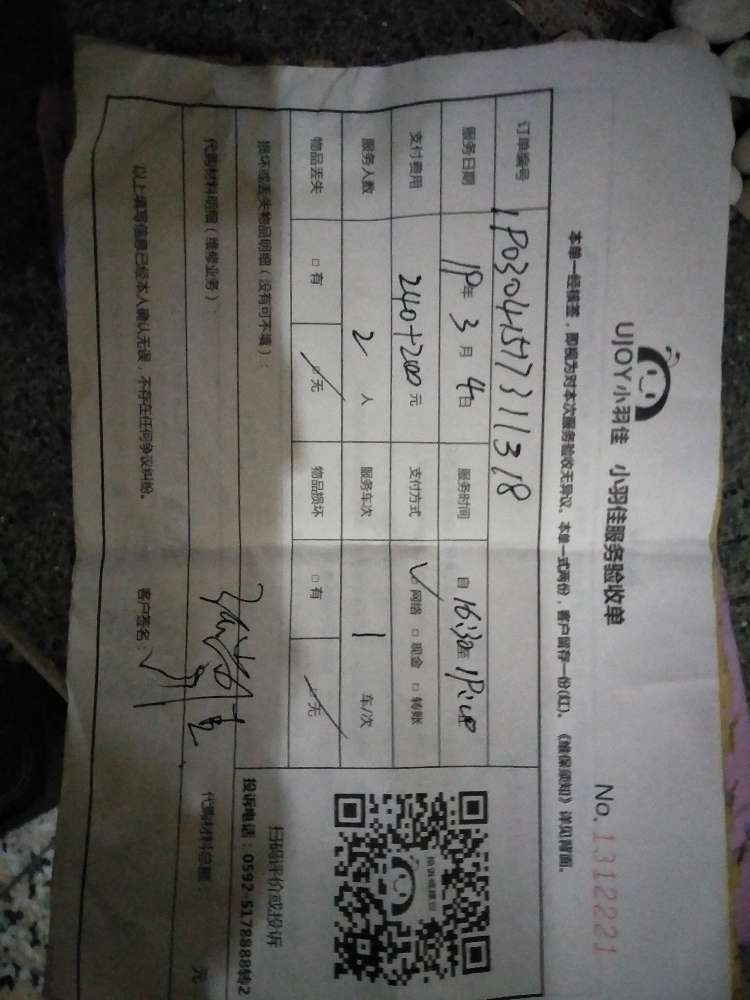 UJOY小羽佳 小羽佳服务验收单
No. 1312221
本单一经核签，即视为对本次服务验收无异议。本单一式两份，客户留存一份(红)。《维保须知》详见背面。
订单编号
服务日期 19年 3月 4日 服务时间 自 16:30至
支付费用 240+200元 支付方式 ☑网络 □现金 □转账
服务人数 2人 服务车次 1 车/次
物品丢失 □有 ☑无 物品损坏 □有 ☑无
损坏或丢失物品明细（没有可不填）：
代购材料明细（维修业务）：
代购材料总额： 元
以上填写信息已经本人确认无误，不存在任何争议纠纷。
客户签名：
扫码评价或投诉
投诉电话：0592-5178888转2